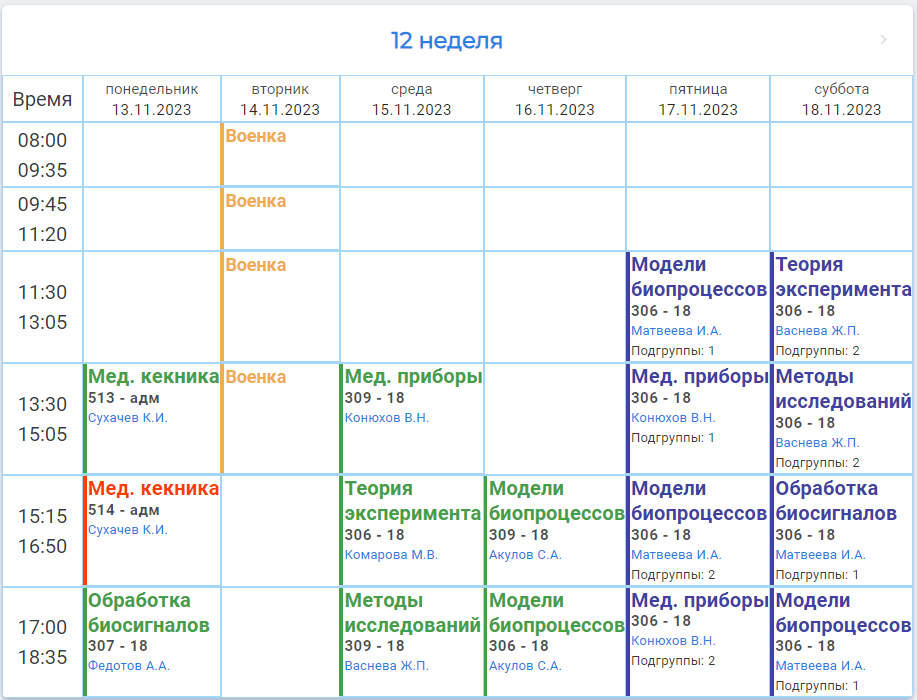 12 неделя
Время
понедельник
13.11.2023
вторник
14.11.2023
среда
15.11.2023
четверг
16.11.2023
пятница
17.11.2023
суббота
18.11.2023
08:00
09:35
Военка
09:45
11:20
Военка
11:30
13:05
Военка
Модели
биопроцессов
306 - 18
Матвеева И.А.
Подгруппы: 1
Теория
эксперимента
306 - 18
Васнева Ж.П.
Подгруппы: 2
13:30
15:05
Мед. кекника
513 - адм
Сухачев К.И.
Военка
Мед. приборы
309 - 18
Конюхов В.Н.
Мед. приборы
306 - 18
Конюхов В.Н.
Подгруппы: 1
Методы
исследований
306 - 18
Васнева Ж.П.
Подгруппы: 2
15:15
16:50
Мед. кекника
514 - адм
Сухачев К.И.
Теория
эксперимента
306 - 18
Комарова М.В.
Модели
биопроцессов
309 - 18
Акулов С.А.
Модели
биопроцессов
306 - 18
Матвеева И.А.
Подгруппы: 2
Обработка
биосигналов
306 - 18
Матвеева И.А.
Подгруппы: 1
17:00
18:35
Обработка
биосигналов
307 - 18
Федотов А.А.
Методы
исследований
309 - 18
Васнева Ж.П.
Модели
биопроцессов
306 - 18
Акулов С.А.
Мед. приборы
306 - 18
Конюхов В.Н.
Подгруппы: 2
Модели
биопроцессов
306 - 18
Матвеева И.А.
Подгруппы: 1